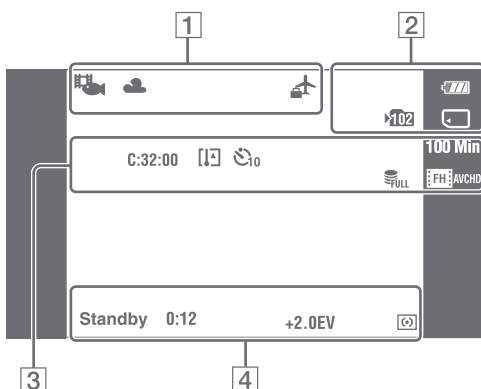 1 2
102
100 Min
C:32:00 10
FULL FH AVCHD
Standby 0:12 +2.0EV
3 4